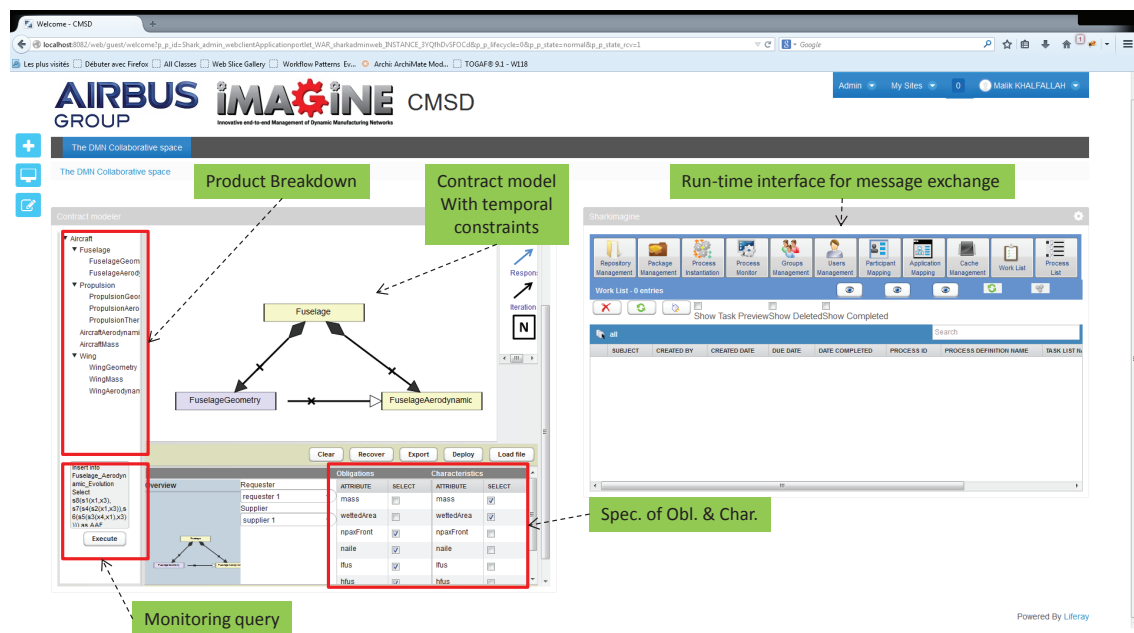 Welcome - CMSD
localhost:8082/web/guest/welcome?p_p_id=Shark_admin_webclientApplicationportlet_WAR_sharkadminweb_INSTANCE_3YQfhDvSFOCd&p_p_lifecycle=0&p_p_state=normal&p_p_state_rcv=1
Google
1
Les plus visités Débuter avec Firefox All Classes Web Slice Gallery Workflow Patterns Ev... Archi: ArchiMate Mod... TOGAF® 9.1 - W118
AIRBUS GROUP
iMAGiNE
Innovative end-to-end Management of Dynamic Manufacturing Networks
CMSD
Admin My Sites 0 Malik KHALFALLAH
The DMN Collaborative space
The DMN Collaborative space
Product Breakdown
Contract model
With temporal
constraints
Run-time interface for message exchange
Contract modeler
Aircraft
Fuselage
FuselageGeom
FuselageAerod
Propulsion
PropulsionGeo
PropulsionAero
PropulsionTher
AircraftAerodynami
AircraftMass
Wing
WingGeometry
WingMass
WingAerodynam
Fuselage
FuselageGeometry
FuselageAerodynamic
Respon
Iteration
N
Clear Recover Export Deploy Load file
Insert into
Fuselage_Aerodyn
amic_Evolution
Select
s8(s1(x1,x3),
s7(s4(s2(x1,x3)),s
6(s5(s3(x4,x1),x3)
))) as AAF
Execute
Overview
Requester
requester 1
Supplier
supplier 1
Obligations Characteristics
ATTRIBUTE SELECT ATTRIBUTE SELECT
mass mass
wettedArea wettedArea
npaxFront npaxFront
naile naile
lfus lfus
hfus hfus
Spec. of Obl. & Char.
Monitoring query
Sharkimagine
Repository Management
Package Management
Process Instantiation
Process Monitor
Groups Management
Users Management
Participant Mapping
Application Mapping
Cache Management
Work List
Process List
Work List - 0 entries
Show Task Preview Show Deleted Show Completed
all
Search
SUBJECT CREATED BY CREATED DATE DUE DATE DATE COMPLETED PROCESS ID PROCESS DEFINITION NAME TASK LIST N
Powered By Liferay